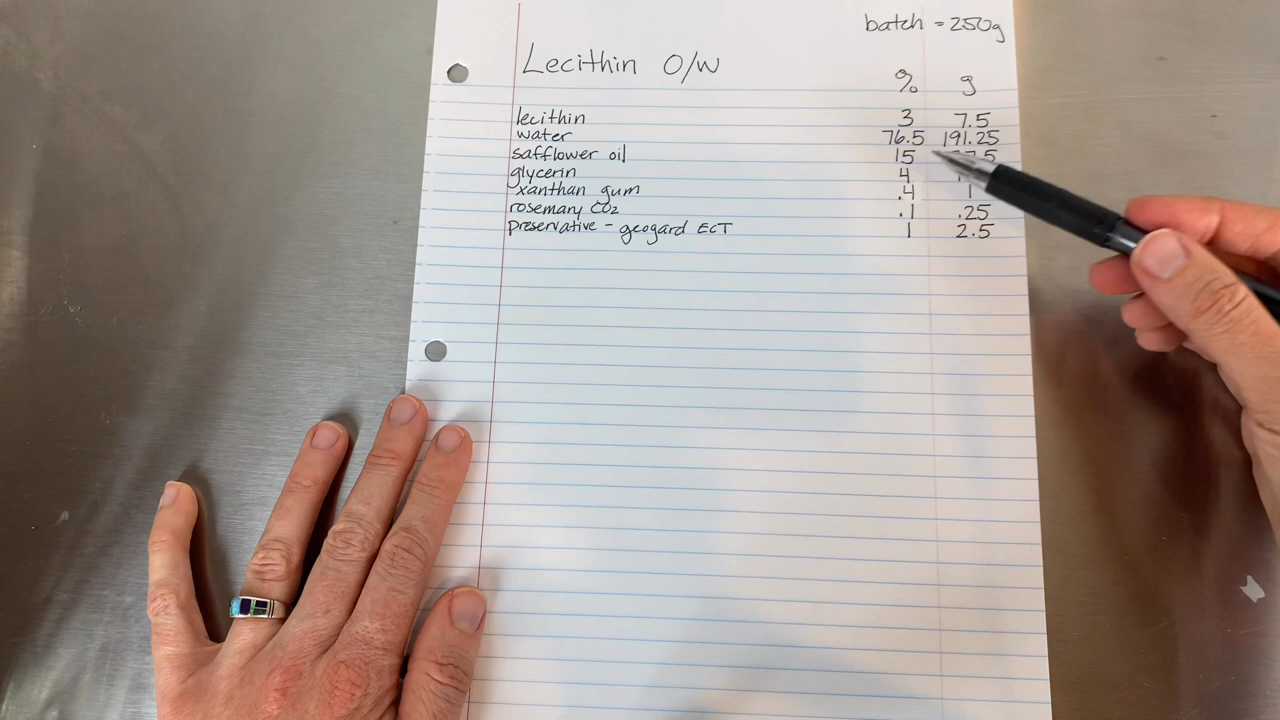 batch = 250g
Lecithin O/W
% g
lecithin 3 7.5
water 76.5 191.25
safflower oil 15
glycerin 4
xanthan gum .4 1
rosemary CO2 .1 .25
preservative - geogard ECT 1 2.5